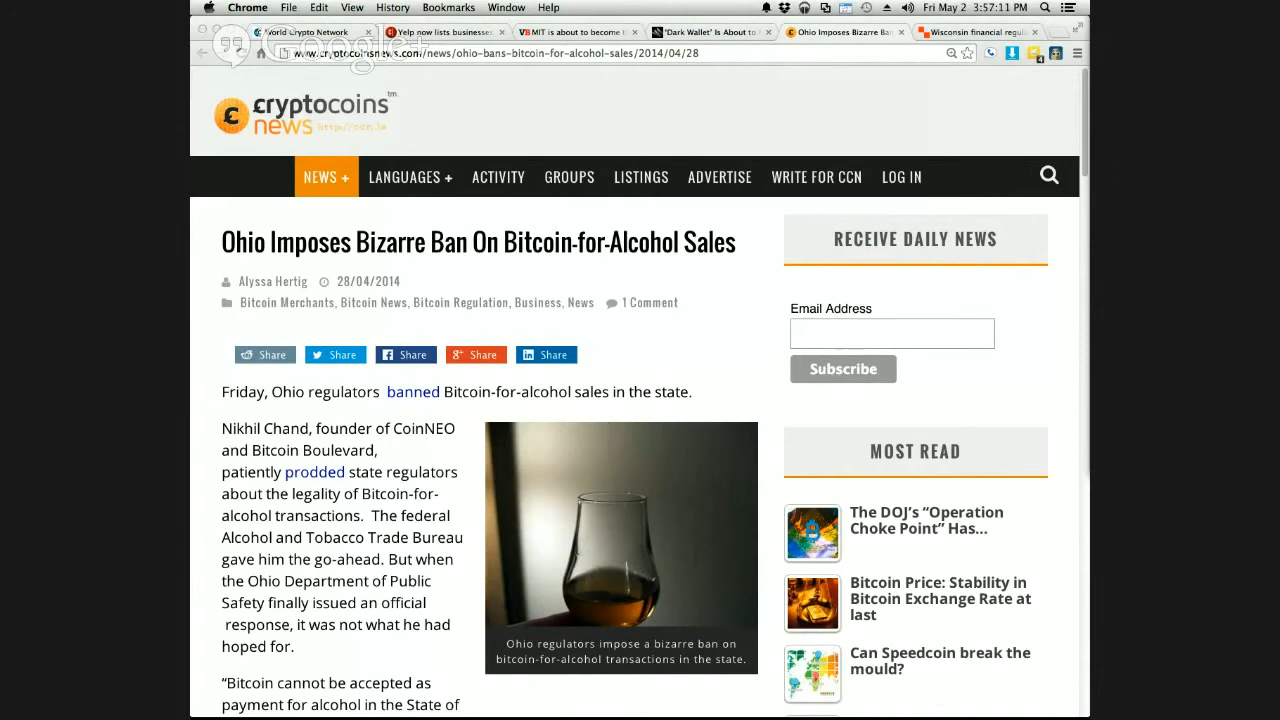 Chrome File Edit View History Bookmarks Window Help
Fri May 2 3:57:11 PM
World Crypto Network
Yelp now lists businesses
VB MIT is about to become t
'Dark Wallet' Is About to
Ohio Imposes Bizarre Ban
Wisconsin financial regul
Google+
www.cryptocoinsnews.com/news/ohio-bans-bitcoin-for-alcohol-sales/2014/04/28
cryptocoins™
news http://ccn.la
NEWS + LANGUAGES + ACTIVITY GROUPS LISTINGS ADVERTISE WRITE FOR CCN LOG IN
Ohio Imposes Bizarre Ban On Bitcoin-for-Alcohol Sales
Alyssa Hertig 28/04/2014
Bitcoin Merchants, Bitcoin News, Bitcoin Regulation, Business, News 1 Comment
Share Share Share Share Share
Friday, Ohio regulators banned Bitcoin-for-alcohol sales in the state.
Nikhil Chand, founder of CoinNEO
and Bitcoin Boulevard,
patiently prodded state regulators
about the legality of Bitcoin-for-
alcohol transactions. The federal
Alcohol and Tobacco Trade Bureau
gave him the go-ahead. But when
the Ohio Department of Public
Safety finally issued an official
response, it was not what he had
hoped for.
“Bitcoin cannot be accepted as
payment for alcohol in the State of
Ohio regulators impose a bizarre ban on
bitcoin-for-alcohol transactions in the state.
RECEIVE DAILY NEWS
Email Address
Subscribe
MOST READ
The DOJ’s “Operation
Choke Point” Has...
Bitcoin Price: Stability in
Bitcoin Exchange Rate at
last
Can Speedcoin break the
mould?